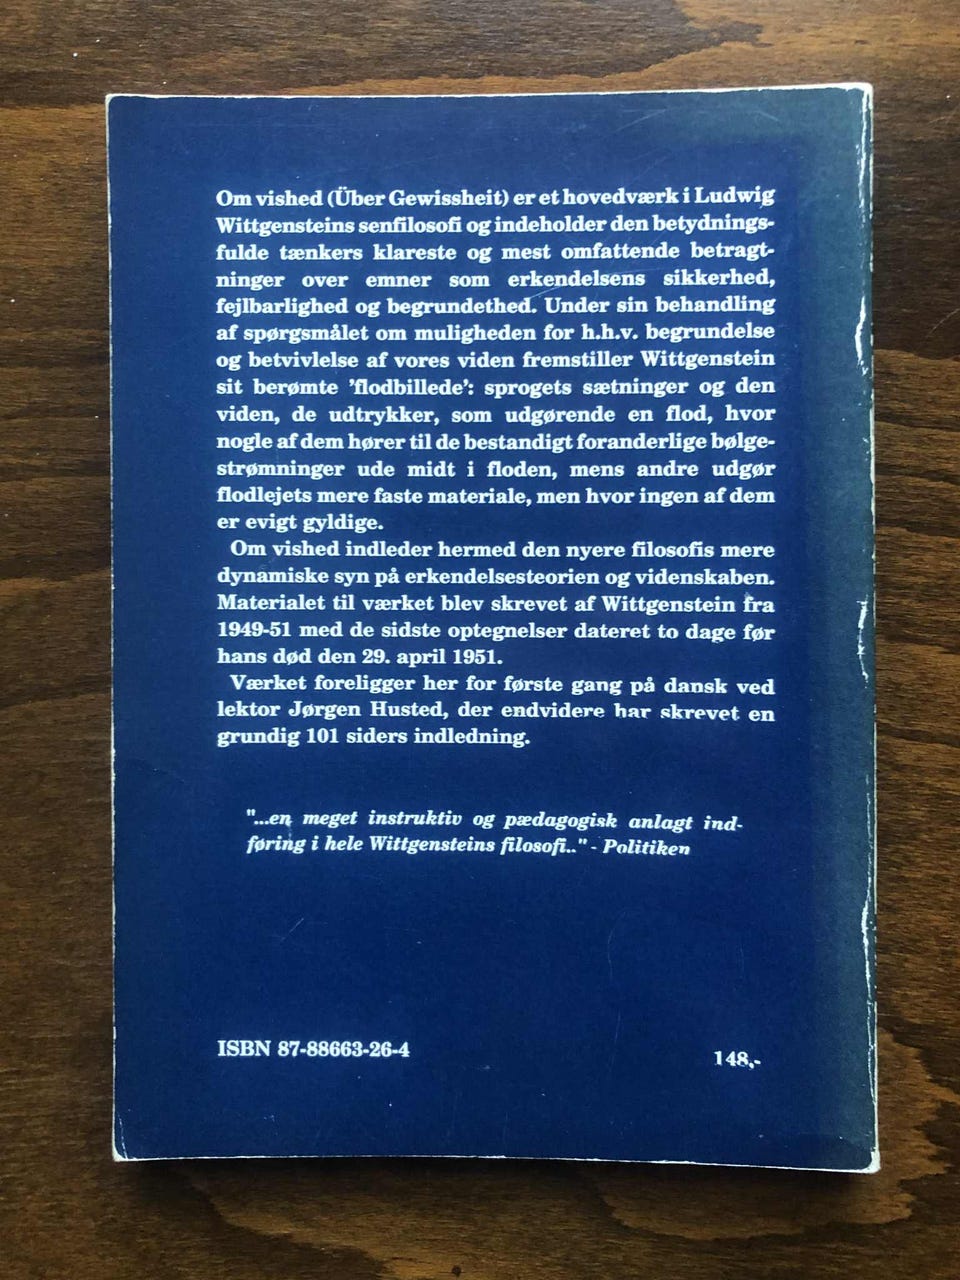 Om vished (Über Gewissheit) er et hovedværk i Ludwig
Wittgensteins senfilosofi og indeholder den betydnings-
fulde tænkers klareste og mest omfattende betragt-
ninger over emner som erkendelsens sikkerhed,
fejlbarlighed og begrundethed. Under sin behandling
af spørgsmålet om muligheden for h.h.v. begrundelse
og betvivlelse af vores viden fremstiller Wittgenstein
sit berømte 'flodbillede': sprogets sætninger og den
viden, de udtrykker, som udgørende en flod, hvor
nogle af dem hører til de bestandigt foranderlige bølge-
strømninger ude midt i floden, mens andre udgør
flodlejets mere faste materiale, men hvor ingen af dem
er evigt gyldige.
Om vished indleder hermed den nyere filosofis mere
dynamiske syn på erkendelsesteorien og videnskaben.
Materialet til værket blev skrevet af Wittgenstein fra
1949-51 med de sidste optegnelser dateret to dage før
hans død den 29. april 1951.
Værket foreligger her for første gang på dansk ved
lektor Jørgen Husted, der endvidere har skrevet en
grundig 101 siders indledning.
"...en meget instruktiv og pædagogisk anlagt ind-
føring i hele Wittgensteins filosofi.." - Politiken
ISBN 87-88663-26-4
148,-